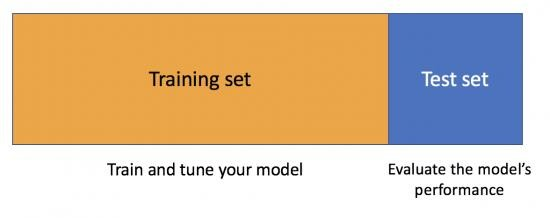 Training set
Test set
Train and tune your model
Evaluate the model's
performance